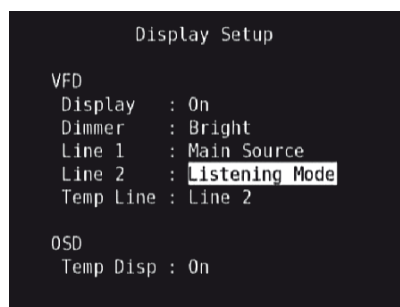 Display Setup
VFD
Display : On
Dimmer : Bright
Line 1 : Main Source
Line 2 : Listening Mode
Temp Line : Line 2
OSD
Temp Disp : On